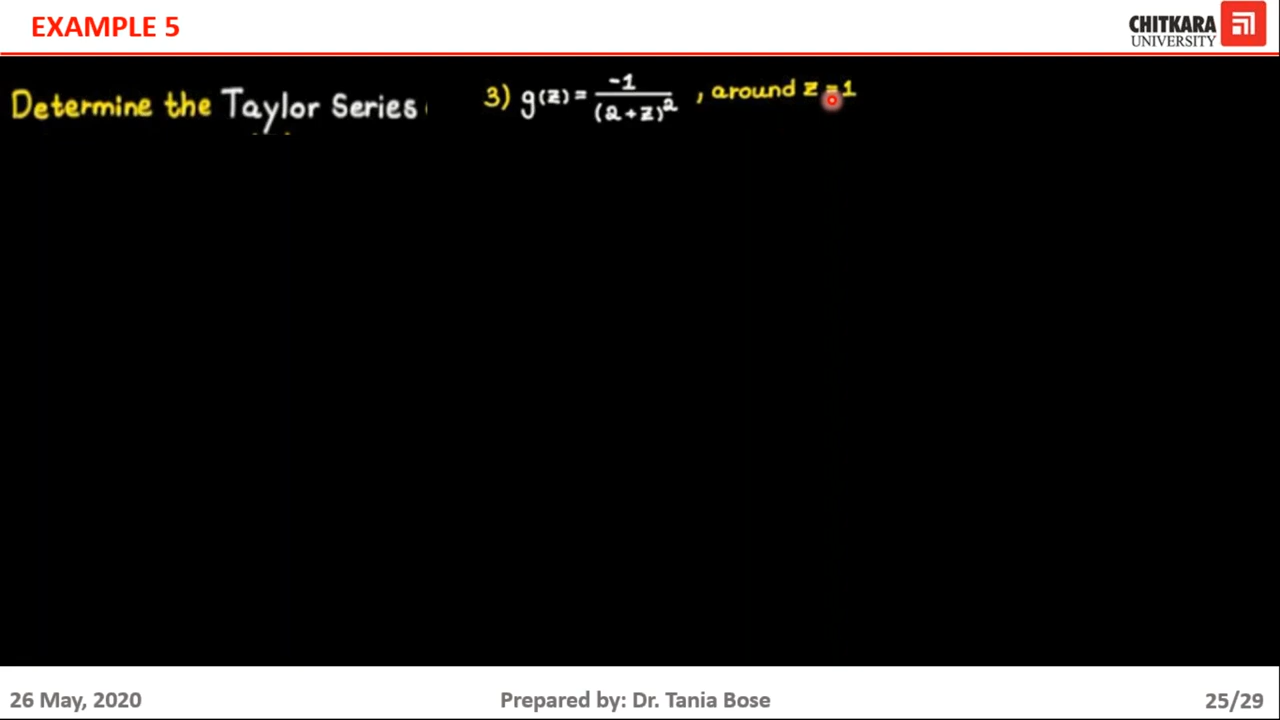 EXAMPLE 5
CHITKARA
UNIVERSITY
Determine the Taylor Series
3) g(z) = -1/(2+z)², around z=1
26 May, 2020
Prepared by: Dr. Tania Bose
25/29